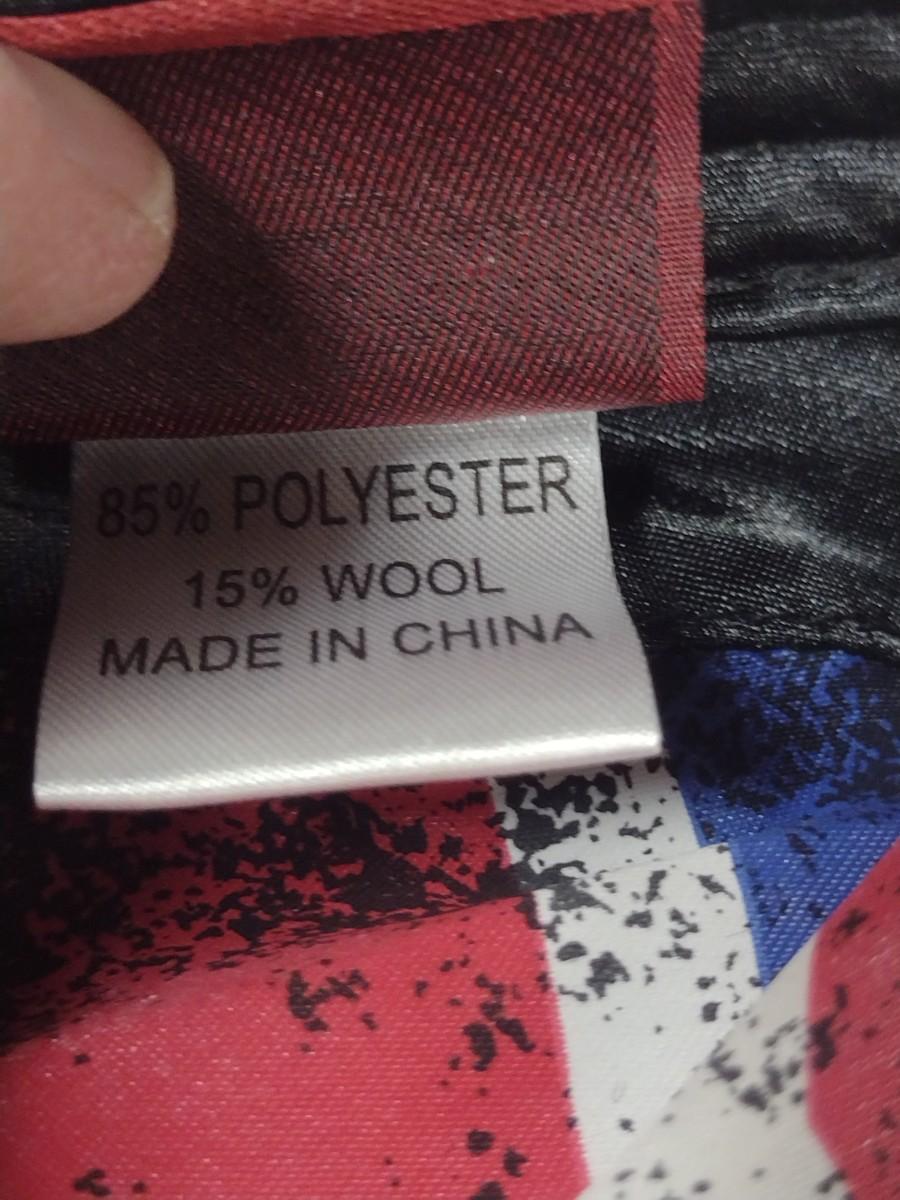 85% POLYESTER
15% WOOL
MADE IN CHINA